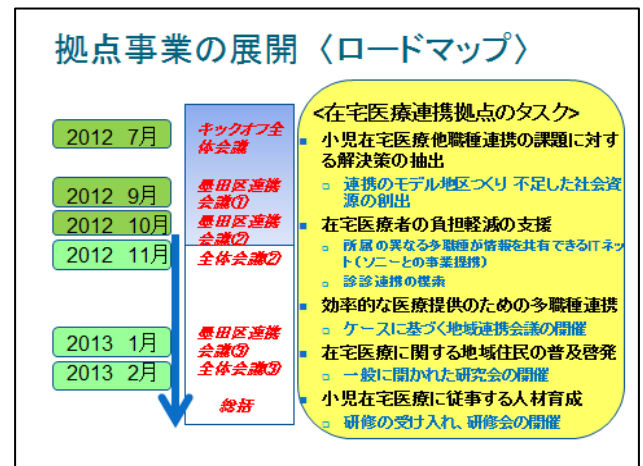 拠点事業の展開〈ロードマップ〉
2012 7月
キックオフ全
体会議
2012 9月
墨田区連携
会議①
2012 10月
墨田区連携
会議②
2012 11月
全体会議②
2013 1月
墨田区連携
会議③
2013 2月
全体会議③
総括
<在宅医療連携拠点のタスク>
小児在宅医療他職種連携の課題に対す
る解決策の抽出
連携のモデル地区つくり 不足した社会資
源の創出
在宅医療者の負担軽減の支援
所属の異なる多職種が情報を共有できるITネッ
ト(ソニーとの事業提携)
診診連携の模索
効率的な医療提供のための多職種連携
ケースに基づく地域連携会議の開催
在宅医療に関する地域住民の普及啓発
一般に開かれた研究会の開催
小児在宅医療に従事する人材育成
研修の受け入れ、研修会の開催